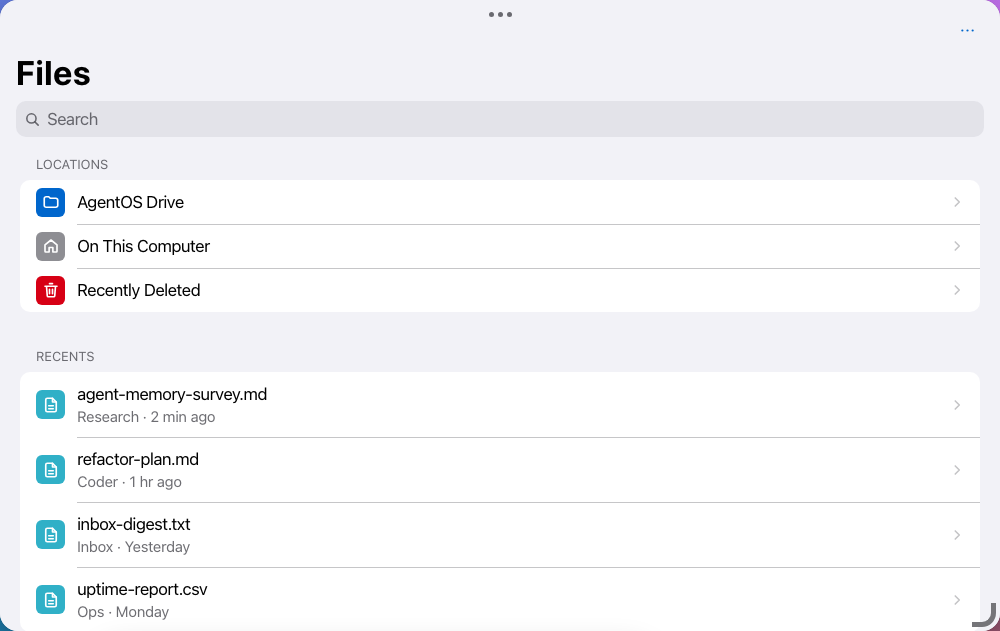 Files
Search
LOCATIONS
AgentOS Drive
On This Computer
Recently Deleted
RECENTS
agent-memory-survey.md
Research · 2 min ago
refactor-plan.md
Coder · 1 hr ago
inbox-digest.txt
Inbox · Yesterday
uptime-report.csv
Ops · Monday